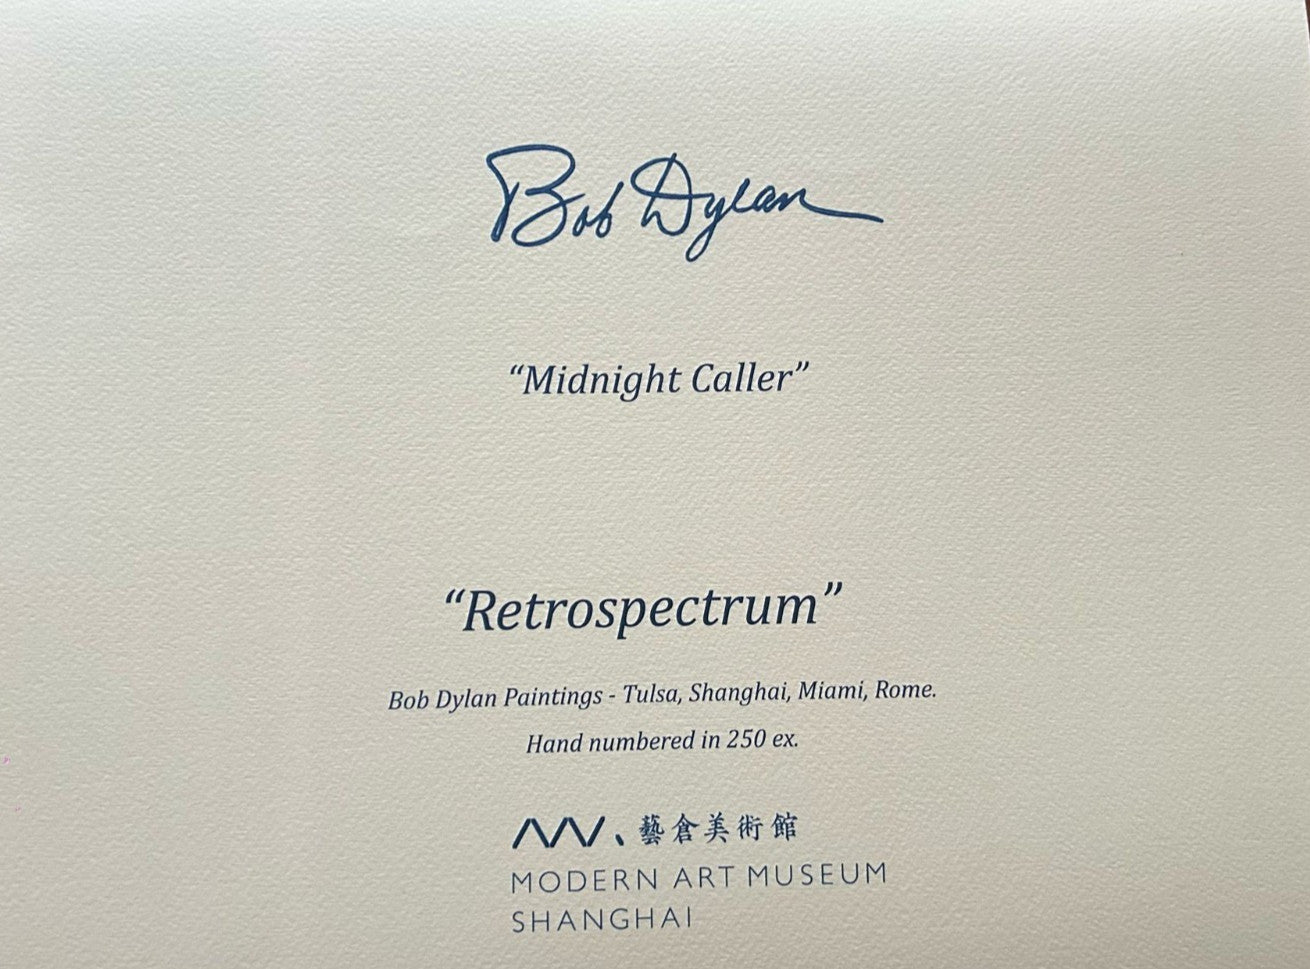 Bob Dylan
“Midnight Caller”
“Retrospectrum”
Bob Dylan Paintings - Tulsa, Shanghai, Miami, Rome.
Hand numbered in 250 ex.
藝倉美術館
MODERN ART MUSEUM
SHANGHAI